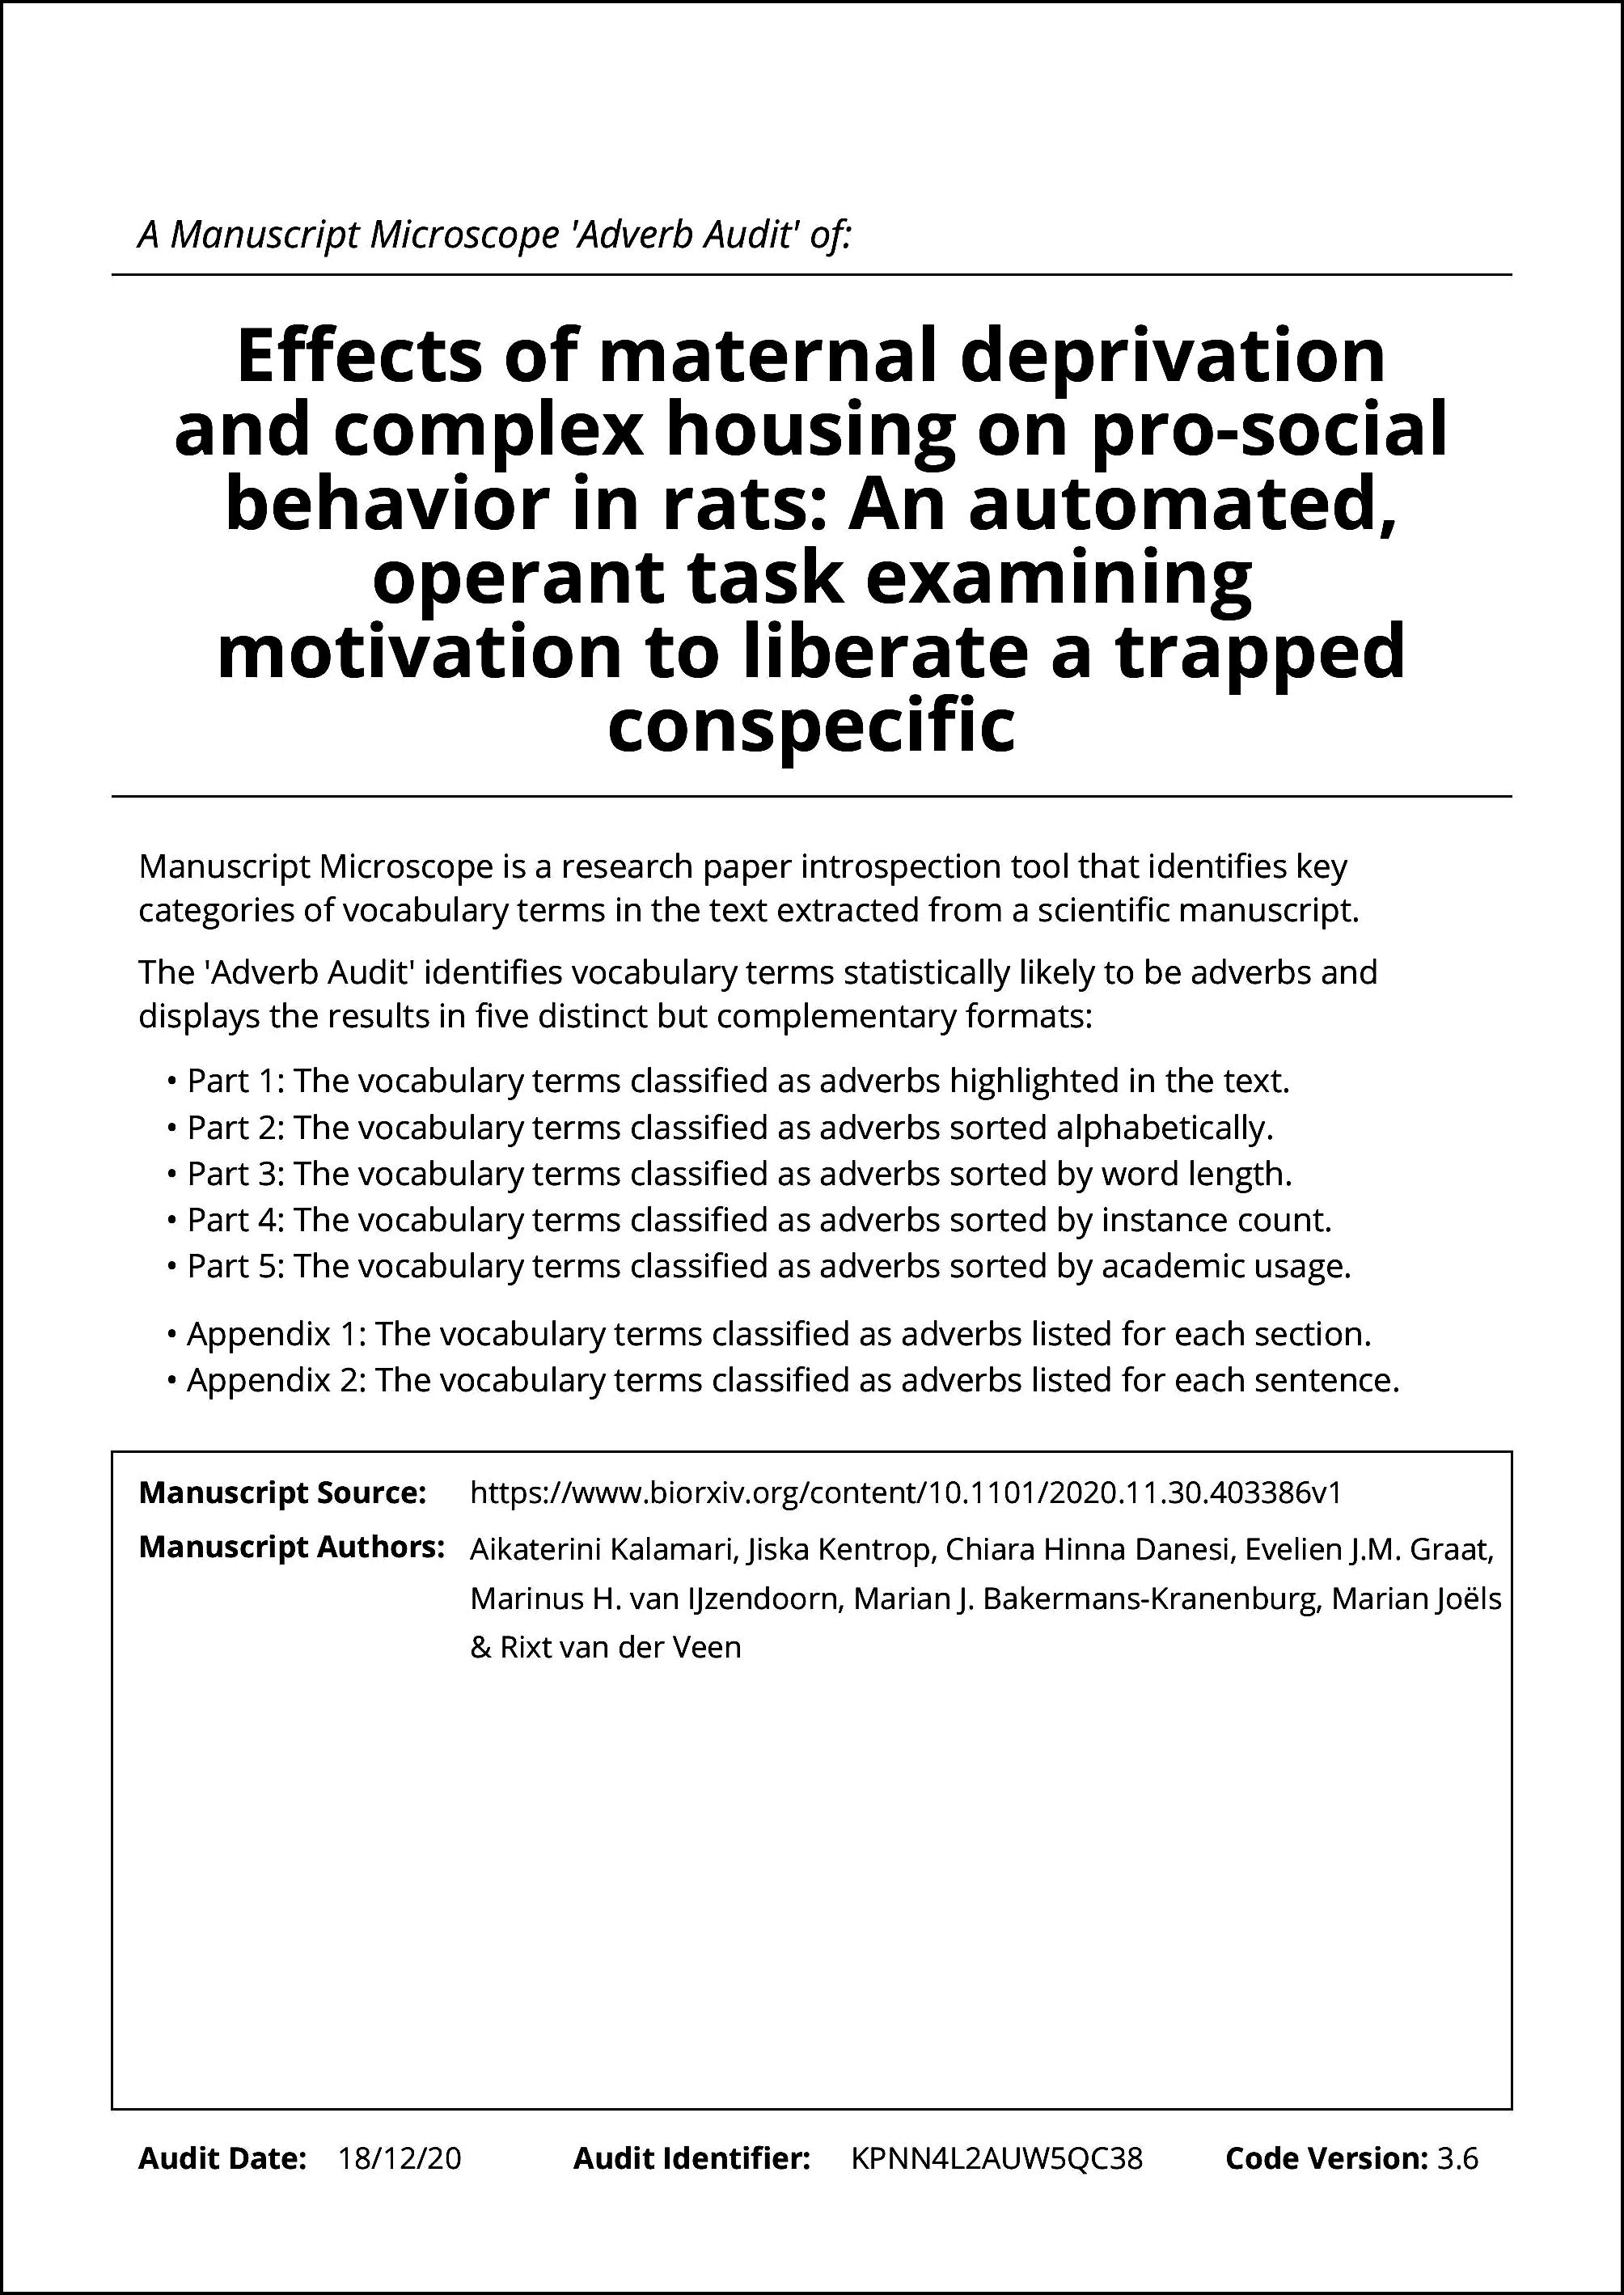 A Manuscript Microscope 'Adverb Audit' of:
Effects of maternal deprivation
and complex housing on pro-social
behavior in rats: An automated,
operant task examining
motivation to liberate a trapped
conspecific
Manuscript Microscope is a research paper introspection tool that identifies key
categories of vocabulary terms in the text extracted from a scientific manuscript.
The 'Adverb Audit' identifies vocabulary terms statistically likely to be adverbs and
displays the results in five distinct but complementary formats:
• Part 1: The vocabulary terms classified as adverbs highlighted in the text.
• Part 2: The vocabulary terms classified as adverbs sorted alphabetically.
• Part 3: The vocabulary terms classified as adverbs sorted by word length.
• Part 4: The vocabulary terms classified as adverbs sorted by instance count.
• Part 5: The vocabulary terms classified as adverbs sorted by academic usage.
• Appendix 1: The vocabulary terms classified as adverbs listed for each section.
• Appendix 2: The vocabulary terms classified as adverbs listed for each sentence.
Manuscript Source: https://www.biorxiv.org/content/10.1101/2020.11.30.403386v1
Manuscript Authors: Aikaterini Kalamari, Jiska Kentrop, Chiara Hinna Danesi, Evelien J.M. Graat,
Marinus H. van IJzendoorn, Marian J. Bakermans-Kranenburg, Marian Joëls
& Rixt van der Veen
Audit Date: 18/12/20 Audit Identifier: KPNN4L2AUW5QC38 Code Version: 3.6